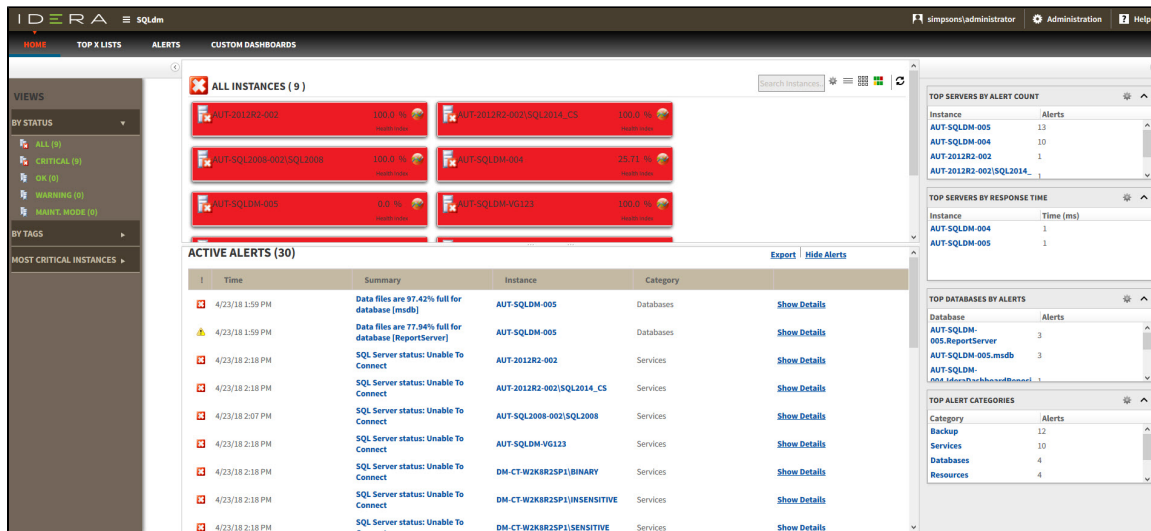 IDERA ≡ SQLdm
simpsons\administrator Administration ? Help
HOME TOP X LISTS ALERTS CUSTOM DASHBOARDS
VIEWS
BY STATUS
ALL (9)
CRITICAL (9)
OK (0)
WARNING (0)
MAINT. MODE (0)
BY TAGS
MOST CRITICAL INSTANCES
ALL INSTANCES ( 9 )
Search Instances...
AUT-2012R2-002 100.0 %
Health Index
AUT-2012R2-002\SQL2014_CS 100.0 %
Health Index
AUT-SQL2008-002\SQL2008 100.0 %
Health Index
AUT-SQLDM-004 25.71 %
Health Index
AUT-SQLDM-005 0.0 %
Health Index
AUT-SQLDM-VG123 100.0 %
Health Index
ACTIVE ALERTS (30)
Export Hide Alerts
! Time Summary Instance Category
4/23/18 1:59 PM Data files are 97.42% full for
database [msdb] AUT-SQLDM-005 Databases Show Details
4/23/18 1:59 PM Data files are 77.94% full for
database [ReportServer] AUT-SQLDM-005 Databases Show Details
4/23/18 2:18 PM SQL Server status: Unable To
Connect AUT-2012R2-002 Services Show Details
4/23/18 2:18 PM SQL Server status: Unable To
Connect AUT-2012R2-002\SQL2014_CS Services Show Details
4/23/18 2:07 PM SQL Server status: Unable To
Connect AUT-SQL2008-002\SQL2008 Services Show Details
4/23/18 2:18 PM SQL Server status: Unable To
Connect AUT-SQLDM-VG123 Services Show Details
4/23/18 2:18 PM SQL Server status: Unable To
Connect DM-CT-W2K8R2SP1\BINARY Services Show Details
4/23/18 2:18 PM SQL Server status: Unable To
Connect DM-CT-W2K8R2SP1\INSENSITIVE Services Show Details
4/23/18 2:18 PM SQL Server status: Unable To
DM-CT-W2K8R2SP1\SENSITIVE Services Show Details
TOP SERVERS BY ALERT COUNT
Instance Alerts
AUT-SQLDM-005 13
AUT-SQLDM-004 10
AUT-2012R2-002 1
AUT-2012R2-002\SQL2014_ 1
TOP SERVERS BY RESPONSE TIME
Instance Time (ms)
AUT-SQLDM-004 1
AUT-SQLDM-005 1
TOP DATABASES BY ALERTS
Database Alerts
AUT-SQLDM-
005.ReportServer 3
AUT-SQLDM-005.msdb 3
AUT-SQLDM-
004.IderaDashboardReposi 1
TOP ALERT CATEGORIES
Category Alerts
Backup 12
Services 10
Databases 4
Resources 4